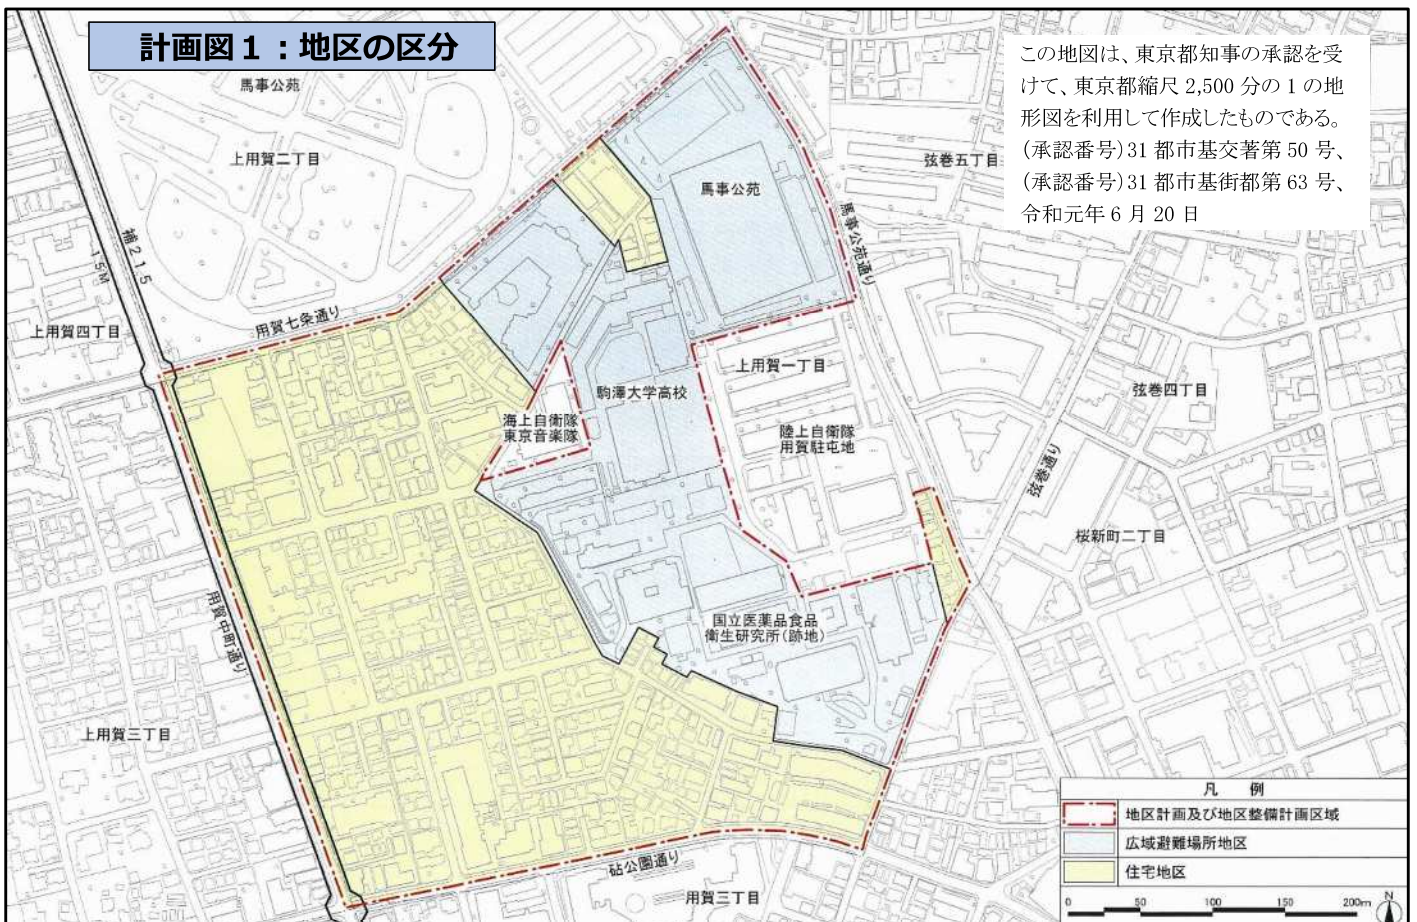 計画図１：地区の区分
この地図は、東京都知事の承認を受
けて、東京都縮尺 2,500 分の 1 の地
形図を利用して作成したものである。
(承認番号)31 都市基交著第 50 号、
(承認番号)31 都市基街都第 63 号、
令和元年 6 月 20 日
馬事公苑
上用賀二丁目
弦巻五丁目
馬事公苑
馬事公苑通り
補２１５
１５M
用賀七条通り
上用賀四丁目
上用賀一丁目
駒澤大学高校
弦巻四丁目
海上自衛隊
東京音楽隊
陸上自衛隊
用賀駐屯地
弦巻通り
桜新町二丁目
用賀中町通り
国立医薬品食品
衛生研究所(跡地)
上用賀三丁目
砧公園通り
用賀三丁目
凡 例
地区計画及び地区整備計画区域
広域避難場所地区
住宅地区
0 50 100 150 200m
N